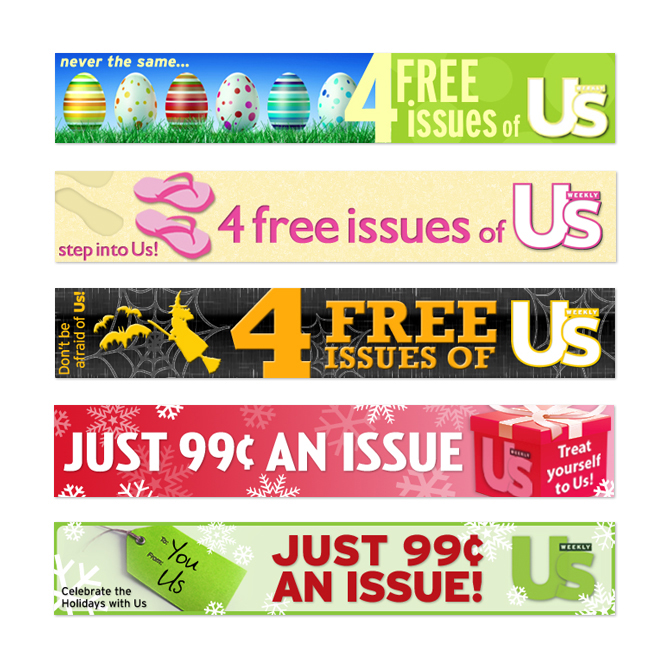 never the same...
4 FREE
issues of
Us
WEEKLY
step into Us!
4 free issues of
Us
WEEKLY
Don't be
afraid of Us!
4 FREE
ISSUES OF
Us
WEEKLY
JUST 99¢ AN ISSUE
Us
WEEKLY
Treat
yourself
to Us!
To: You
From: Us
Celebrate the
Holidays with Us
JUST 99¢
AN ISSUE!
Us
WEEKLY